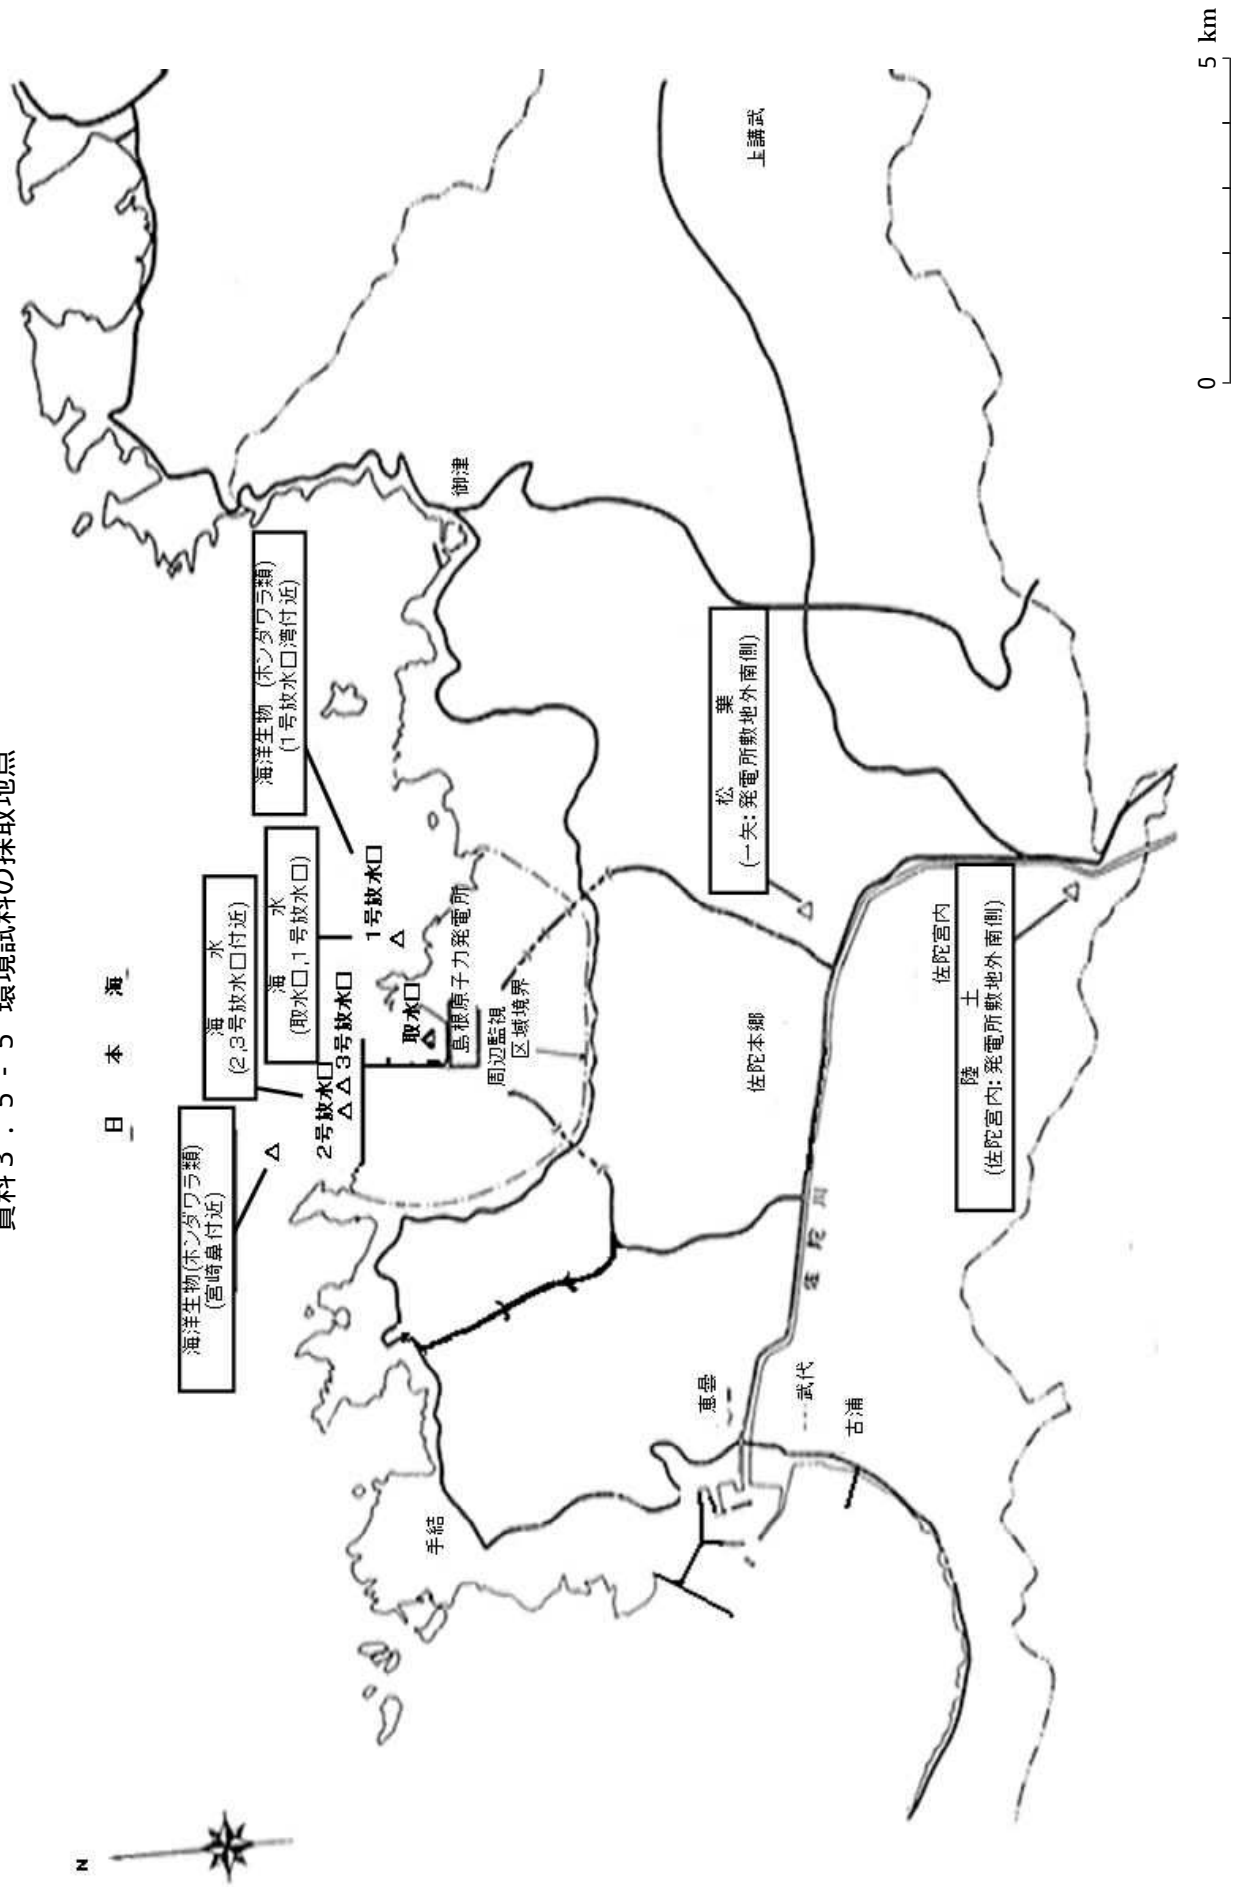 資料３．５－５ 環境試料の採取地点
N
日 本 海
海洋生物(ホンダワラ類)
(宮崎鼻付近)
海 水
(2,3号放水口付近)
海 水
(取水口,1号放水口)
海洋生物 (ホンダワラ類)
(1号放水口湾付近)
2号放水口
3号放水口
1号放水口
取水口
島根原子力発電所
周辺監視
区域境界
御津
手結
松 葉
(一矢:発電所敷地外南側)
上講武
佐陀本郷
佐陀宮内
恵曇
武代
古浦
佐 陀 川
陸 土
(佐陀宮内:発電所敷地外南側)
0 5 km